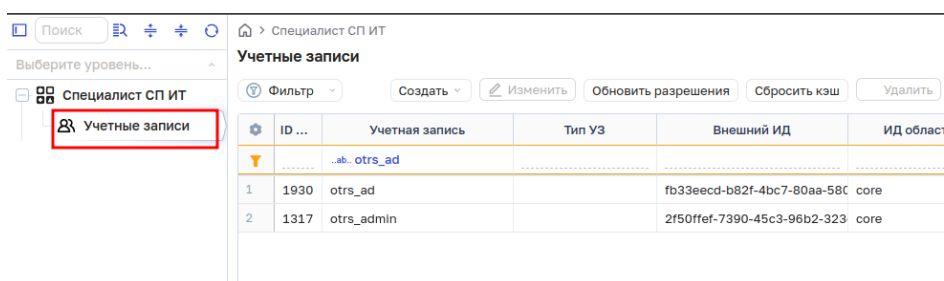 Поиск
Специалист СП ИТ
Выберите уровень...
Учетные записи
Специалист СП ИТ
Учетные записи
Фильтр Создать Изменить Обновить разрешения Сбросить кэш Удалить
ID ... Учетная запись Тип УЗ Внешний ИД ИД област
..ab.. otrs_ad
1 1930 otrs_ad fb33eecd-b82f-4bc7-80aa-580 core
2 1317 otrs_admin 2f50ffef-7390-45c3-96b2-323 core